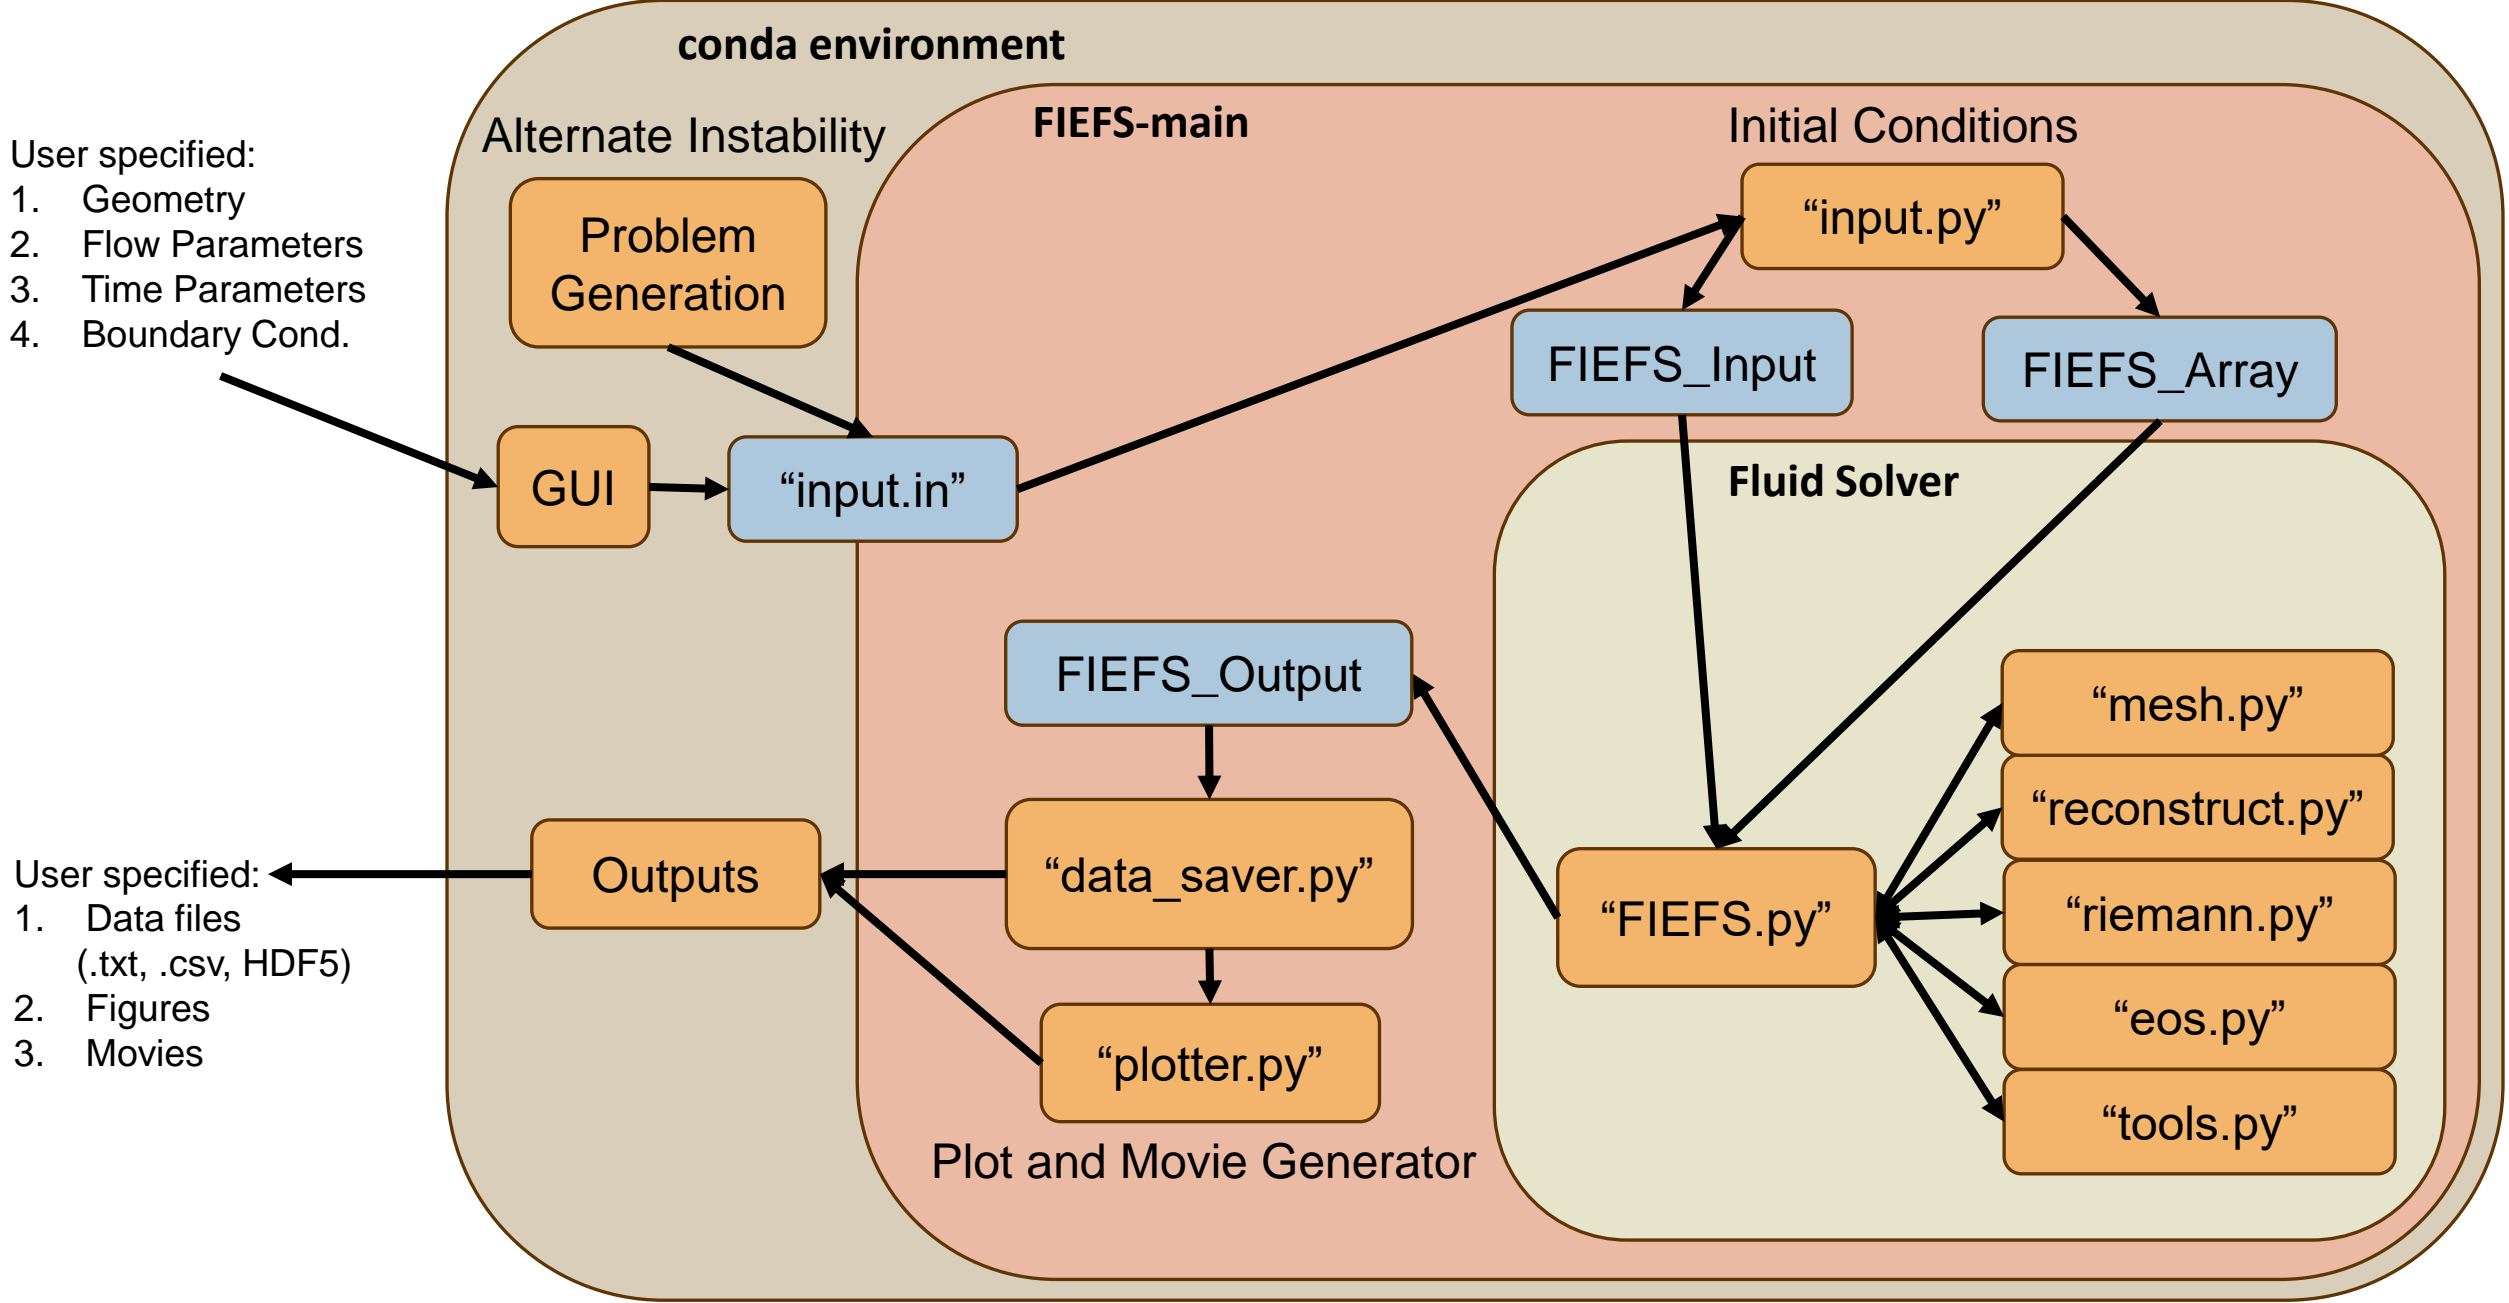 conda environment
FIEFS-main
Alternate Instability
Initial Conditions
User specified:
1. Geometry
2. Flow Parameters
3. Time Parameters
4. Boundary Cond.
Problem
Generation
“input.py”
FIEFS_Input
FIEFS_Array
GUI
“input.in”
Fluid Solver
FIEFS_Output
“mesh.py”
“reconstruct.py”
“riemann.py”
“eos.py”
“tools.py”
“FIEFS.py”
“data_saver.py”
“plotter.py”
Plot and Movie Generator
Outputs
User specified:
1. Data files
(.txt, .csv, HDF5)
2. Figures
3. Movies